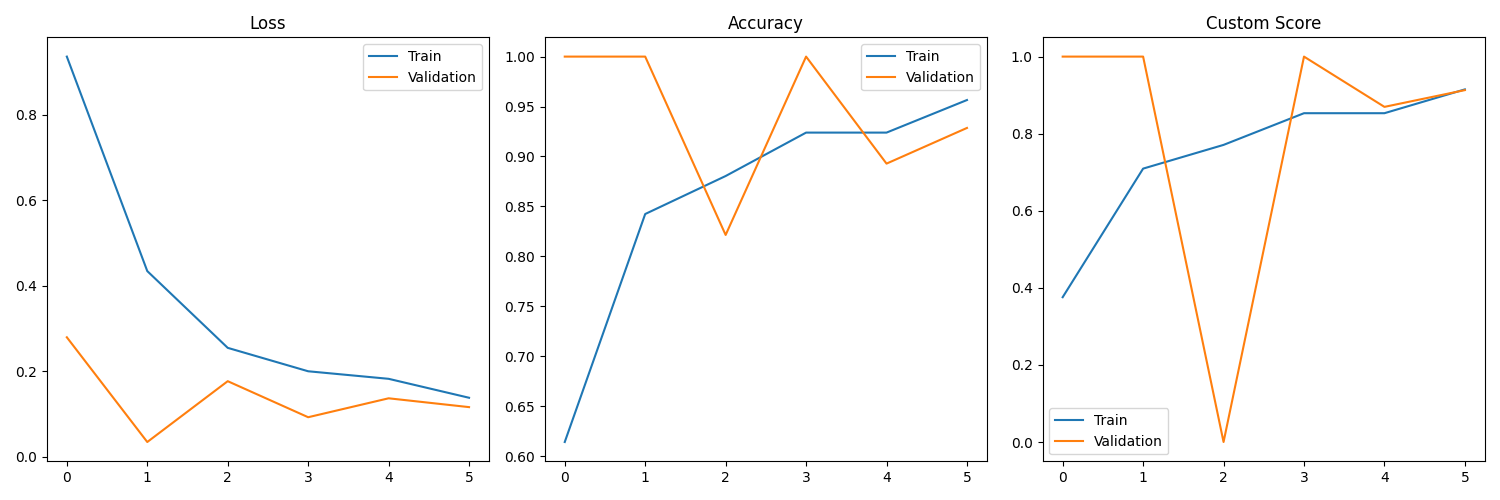 Loss
Train
Validation
0.8
0.6
0.4
0.2
0.0
0 1 2 3 4 5
Accuracy
Train
Validation
1.00
0.95
0.90
0.85
0.80
0.75
0.70
0.65
0.60
0 1 2 3 4 5
Custom Score
1.0
0.8
0.6
0.4
0.2
0.0
Train
Validation
0 1 2 3 4 5